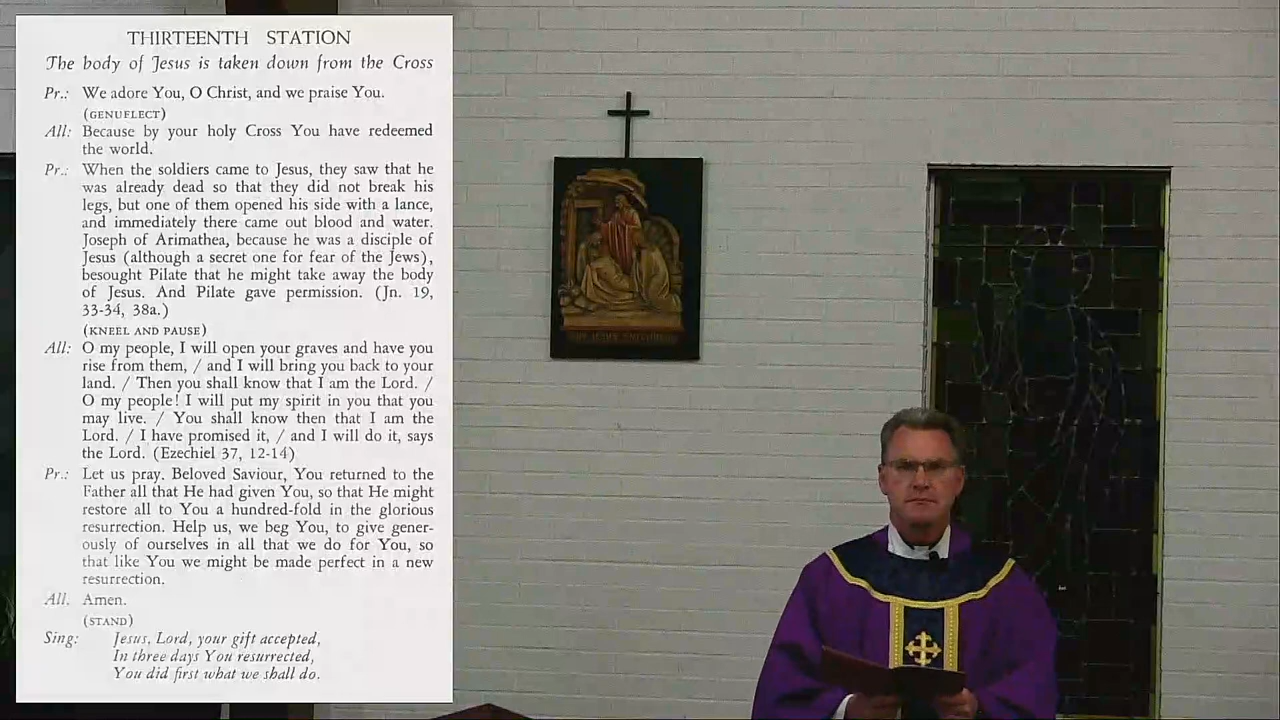 THIRTEENTH STATION
The body of Jesus is taken down from the Cross
Pr.: We adore You, O Christ, and we praise You.
(GENUFLECT)
All: Because by your holy Cross You have redeemed
the world.
Pr.: When the soldiers came to Jesus, they saw that he
was already dead so that they did not break his
legs, but one of them opened his side with a lance,
and immediately there came out blood and water.
Joseph of Arimathea, because he was a disciple of
Jesus (although a secret one for fear of the Jews),
besought Pilate that he might take away the body
of Jesus. And Pilate gave permission. (Jn. 19,
33-34, 38a.)
(KNEEL AND PAUSE)
All: O my people, I will open your graves and have you
rise from them, / and I will bring you back to your
land. / Then you shall know that I am the Lord. /
O my people! I will put my spirit in you that you
may live. / You shall know then that I am the
Lord. / I have promised it, / and I will do it, says
the Lord. (Ezechiel 37, 12-14)
Pr.: Let us pray. Beloved Saviour, You returned to the
Father all that He had given You, so that He might
restore all to You a hundred-fold in the glorious
resurrection. Help us, we beg You, to give gener-
ously of ourselves in all that we do for You, so
that like You we might be made perfect in a new
resurrection.
All. Amen.
(STAND)
Sing: Jesus, Lord, your gift accepted,
In three days You resurrected,
You did first what we shall do.